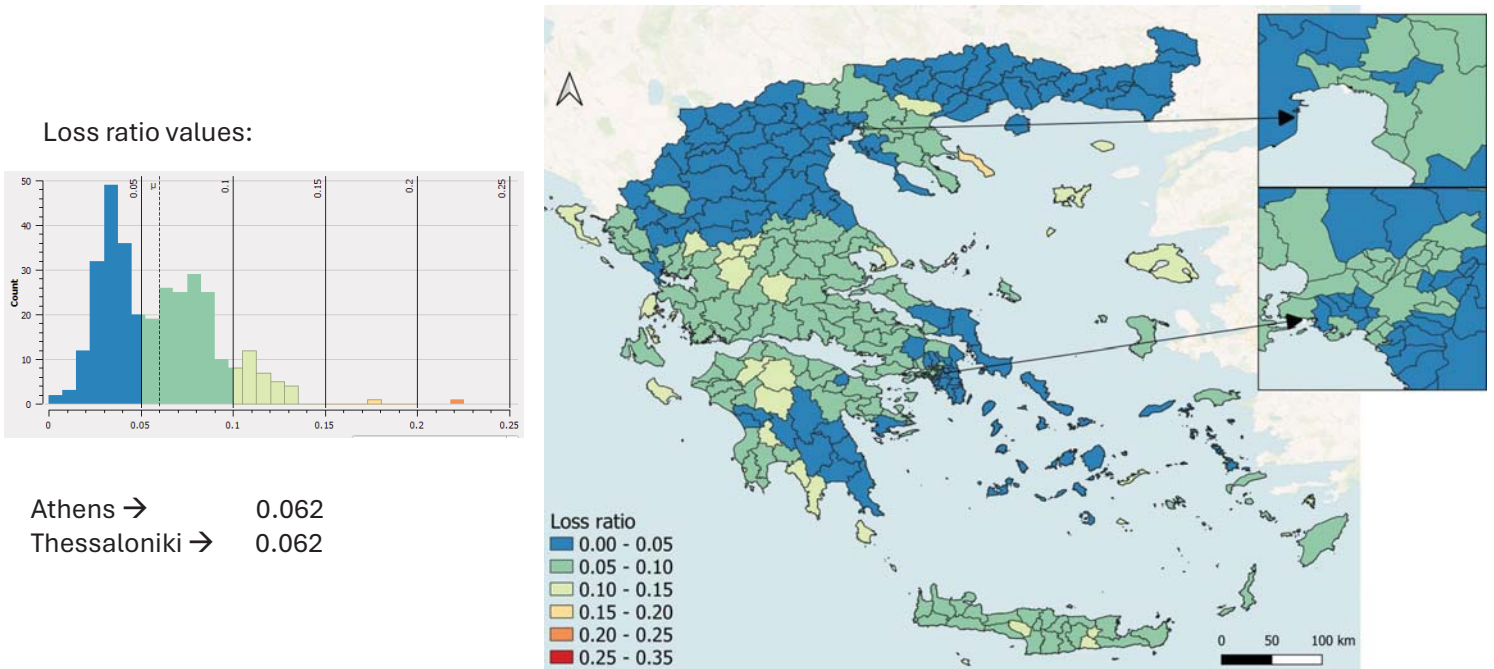 Loss ratio values:
50
40
30
20
10
0
Count
0.05
μ
0.1
0.15
0.2
0.25
0
0.05
0.1
0.15
0.2
0.25
Athens → 0.062
Thessaloniki → 0.062
Loss ratio
0.00 - 0.05
0.05 - 0.10
0.10 - 0.15
0.15 - 0.20
0.20 - 0.25
0.25 - 0.35
0 50 100 km